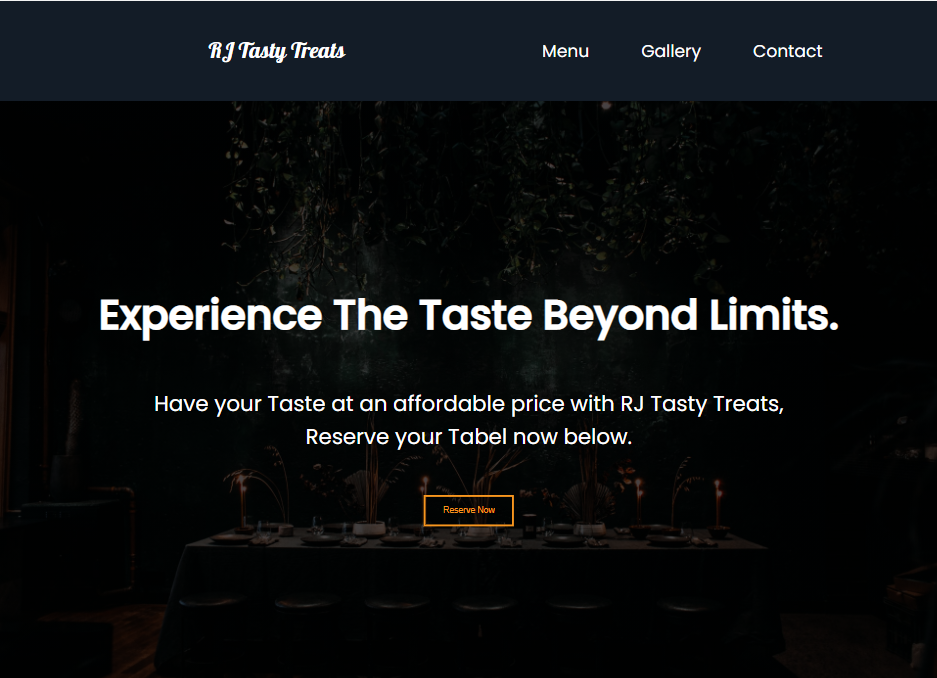 RJ Tasty Treats
Menu Gallery Contact
Experience The Taste Beyond Limits.
Have your Taste at an affordable price with RJ Tasty Treats,
Reserve your Tabel now below.
Reserve Now